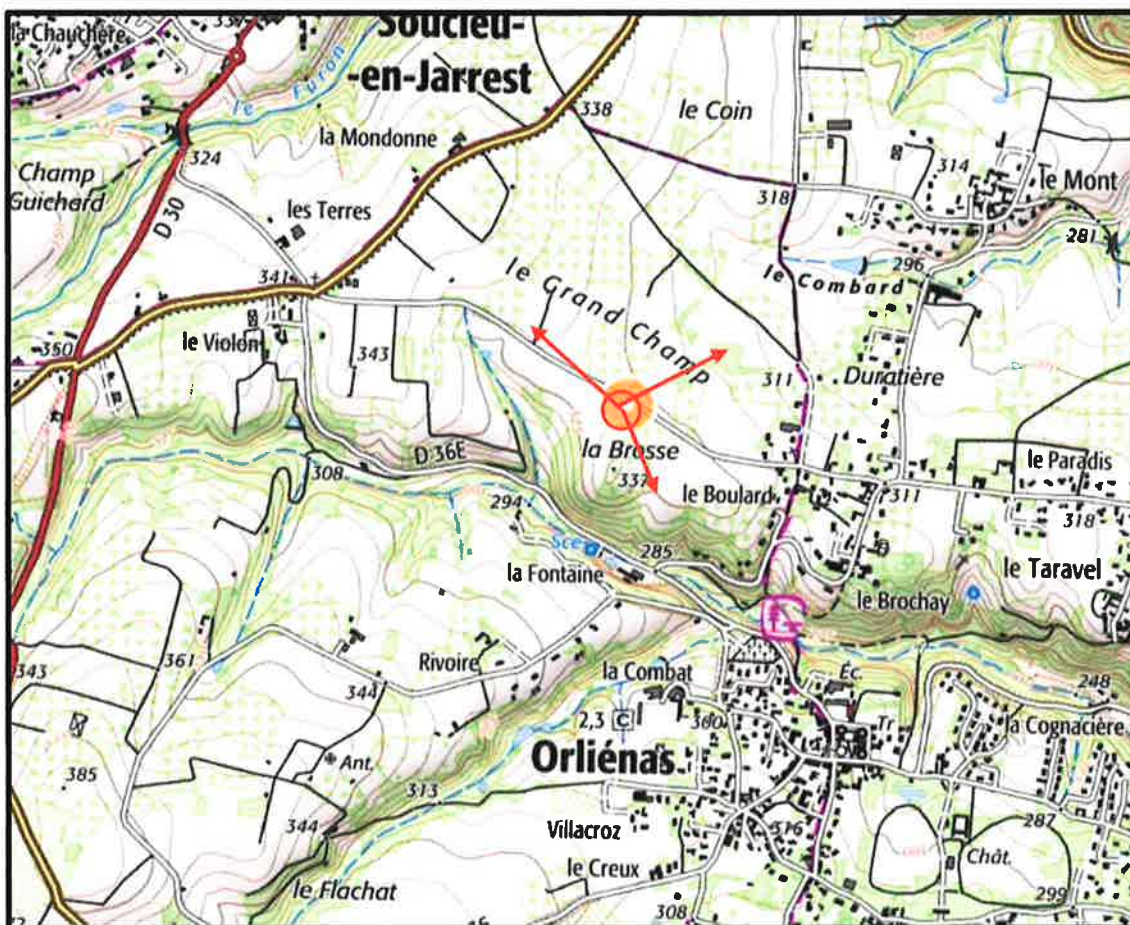 la Chauchère
Soucieu-
-en-Jarrest
le Furon
338
le Coin
la Mondonne
324
Champ
Guichard
D 30
les Terres
314
le Mont
318
281
296
le Combard
341
le Grand Champ
le Violon
343
350
311
Duratière
la Brosse
337
D 36E
308
le Boulard
le Paradis
311
318
294
Sce
285
la Fontaine
le Taravel
le Brochay
Rivoire
361
343
344
la Combat
Éc.
248
2,3 C
300
Tr
la Cognacière
Orliénas
Ant.
385
313
344
Villacroz
316
287
Chât.
le Creux
le Flachat
299
308